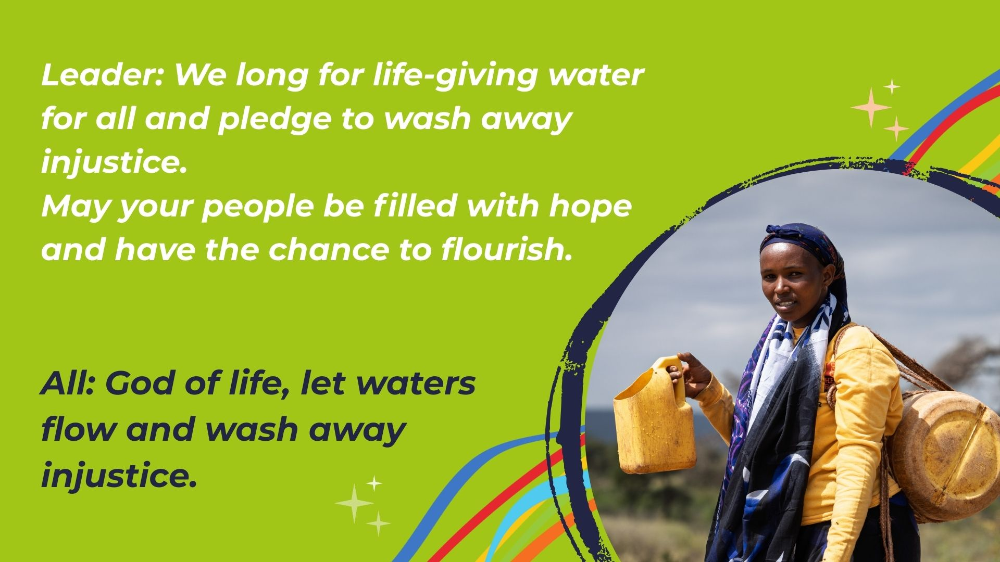 Leader: We long for life-giving water
for all and pledge to wash away
injustice.
May your people be filled with hope
and have the chance to flourish.
All: God of life, let waters
flow and wash away
injustice.